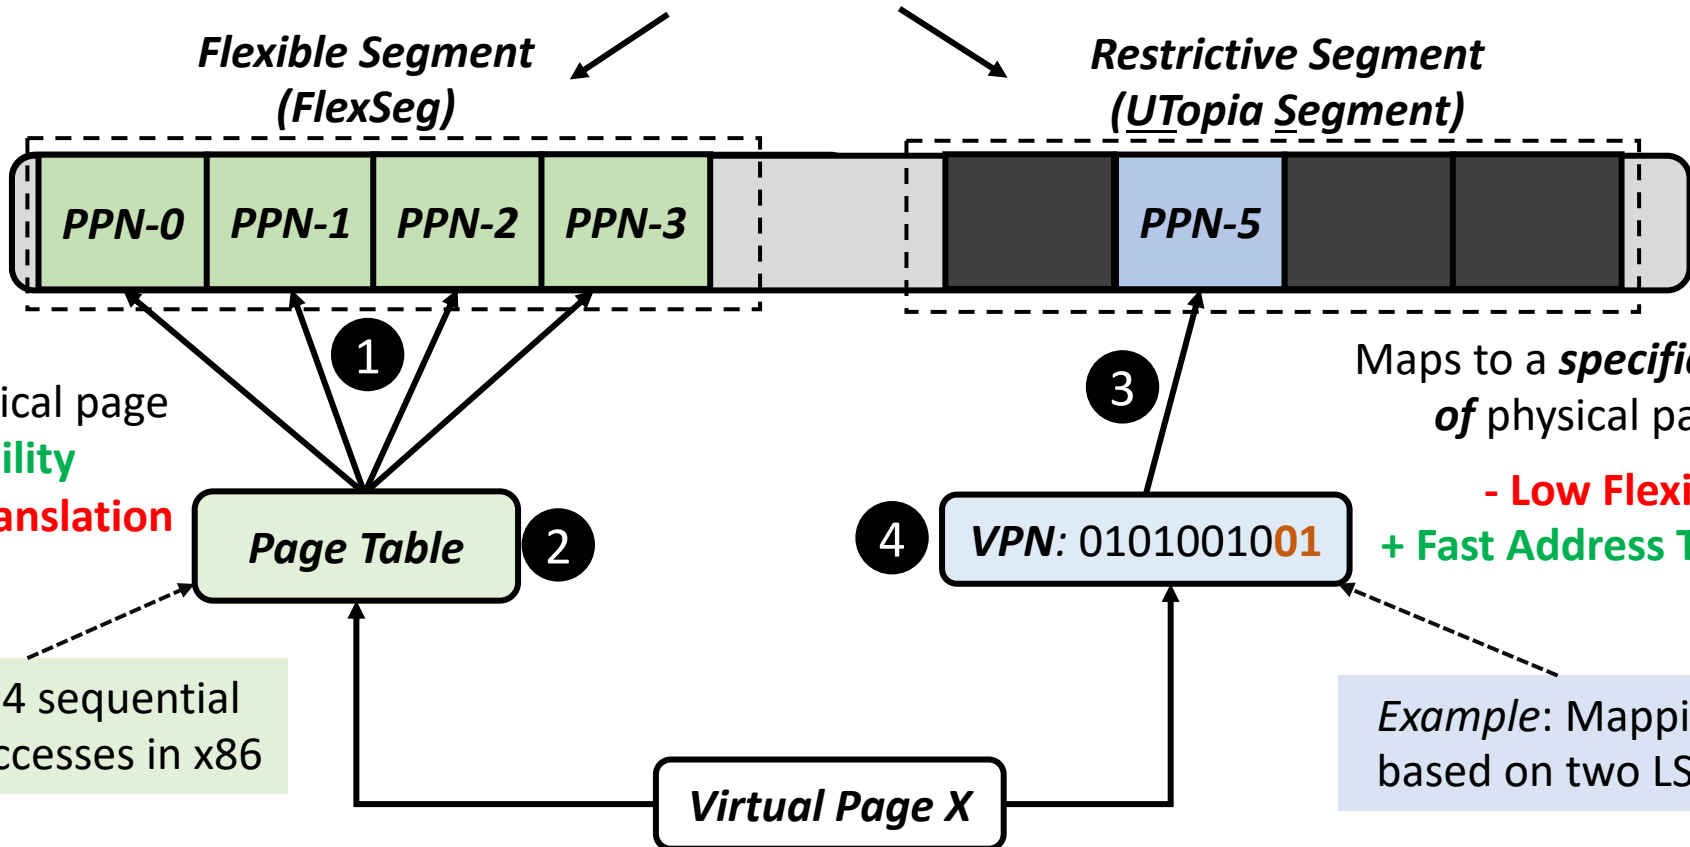 Flexible Segment
(FlexSeg)
Restrictive Segment
(UTopia Segment)
PPN-0
PPN-1
PPN-2
PPN-3
PPN-5
1
3
ical page
ility
anslation
Maps to a specific
of physical pa
- Low Flexi
+ Fast Address T
Page Table
2
4
VPN: 0101001001
4 sequential
ccesses in x86
Example: Mappi
based on two LS
Virtual Page X